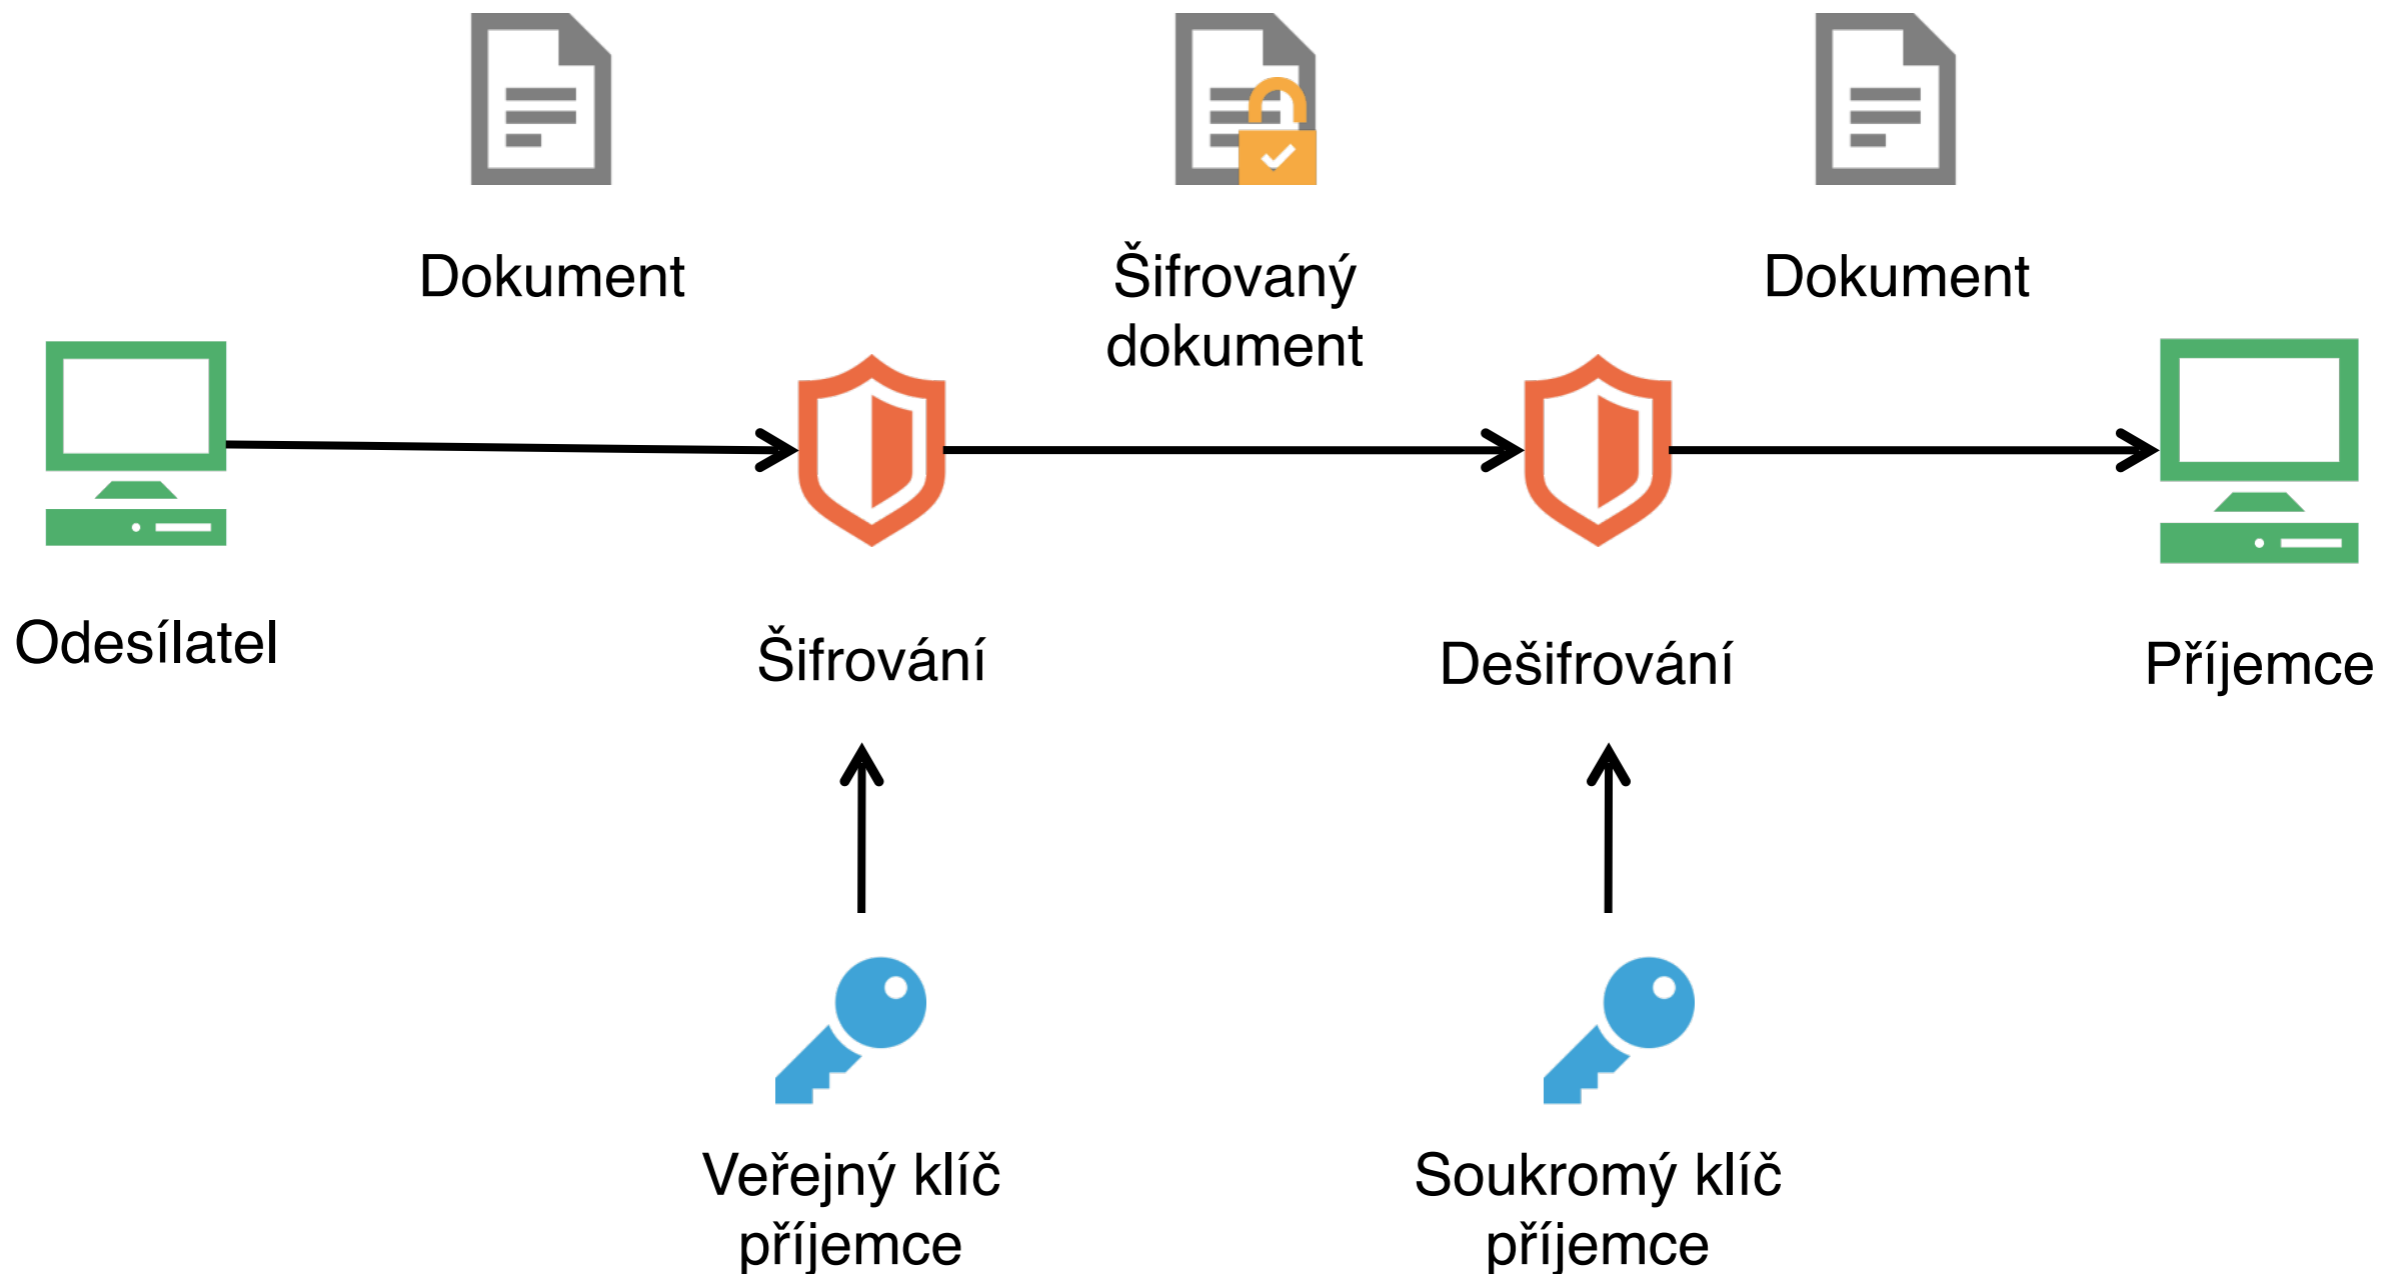 Dokument
Šifrovaný
dokument
Dokument
Odesílatel
Šifrování
Dešifrování
Příjemce
Veřejný klíč
příjemce
Soukromý klíč
příjemce